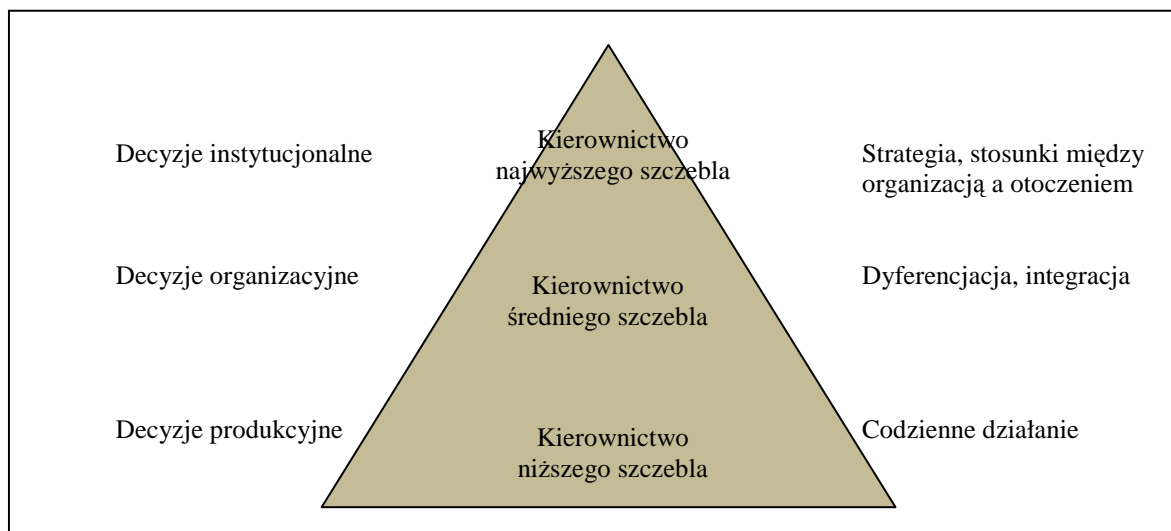 Decyzje instytucjonalne
Kierownictwo
najwyższego szczebla
Strategia, stosunki między
organizacją a otoczeniem
Decyzje organizacyjne
Kierownictwo
średniego szczebla
Dyferencjacja, integracja
Decyzje produkcyjne
Kierownictwo
niższego szczebla
Codzienne działanie